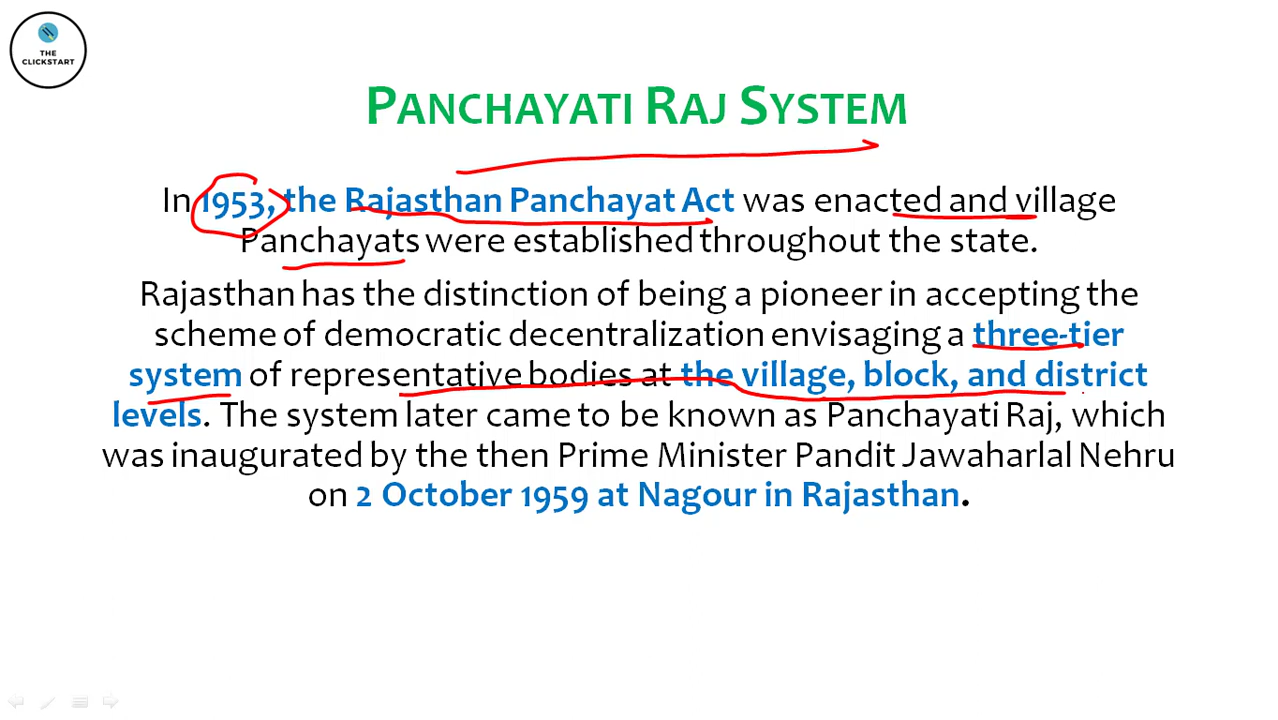 THE
CLICKSTART
PANCHAYATI RAJ SYSTEM
In 1953, the Rajasthan Panchayat Act was enacted and village
Panchayats were established throughout the state.
Rajasthan has the distinction of being a pioneer in accepting the
scheme of democratic decentralization envisaging a three-tier
system of representative bodies at the village, block, and district
levels. The system later came to be known as Panchayati Raj, which
was inaugurated by the then Prime Minister Pandit Jawaharlal Nehru
on 2 October 1959 at Nagour in Rajasthan.